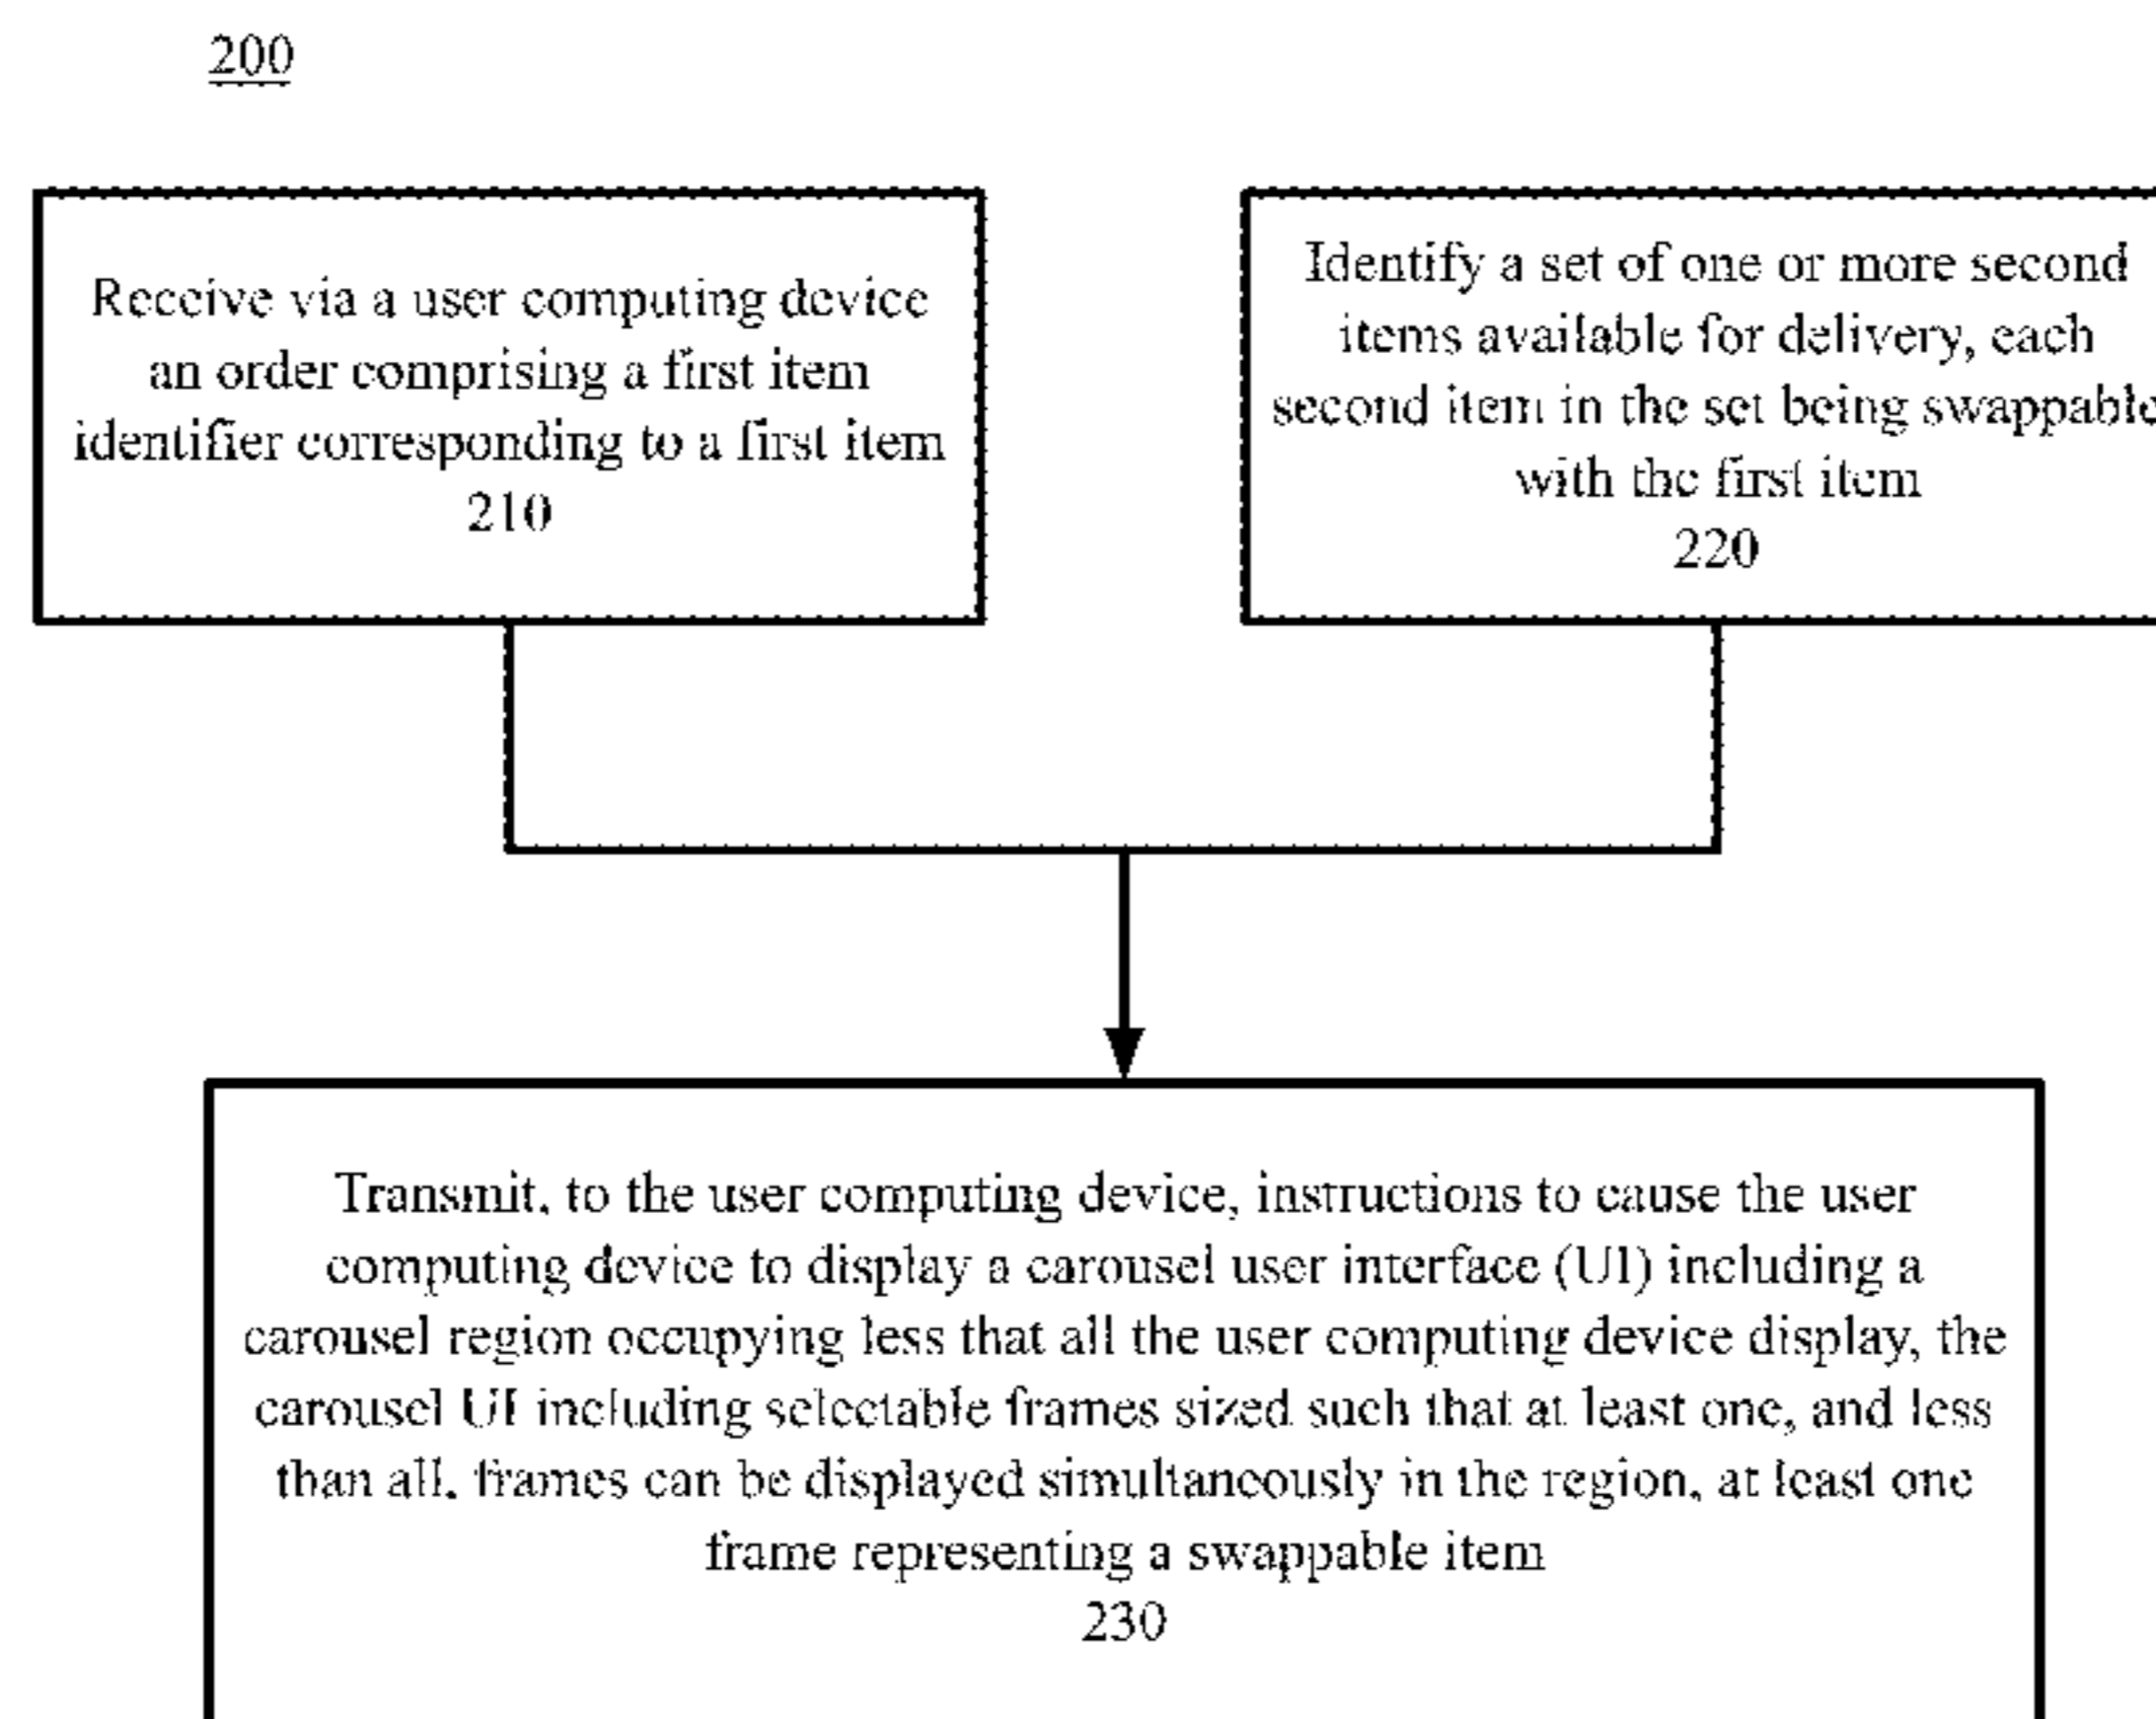 200
Receive via a user computing device
an order comprising a first item
identifier corresponding to a first item
210
Identify a set of one or more second
items available for delivery, each
second item in the set being swappable
with the first item
220
Transmit, to the user computing device, instructions to cause the user
computing device to display a carousel user interface (UI) including a
carousel region occupying less that all the user computing device display, the
carousel UI including selectable frames sized such that at least one, and less
than all, frames can be displayed simultaneously in the region, at least one
frame representing a swappable item
230